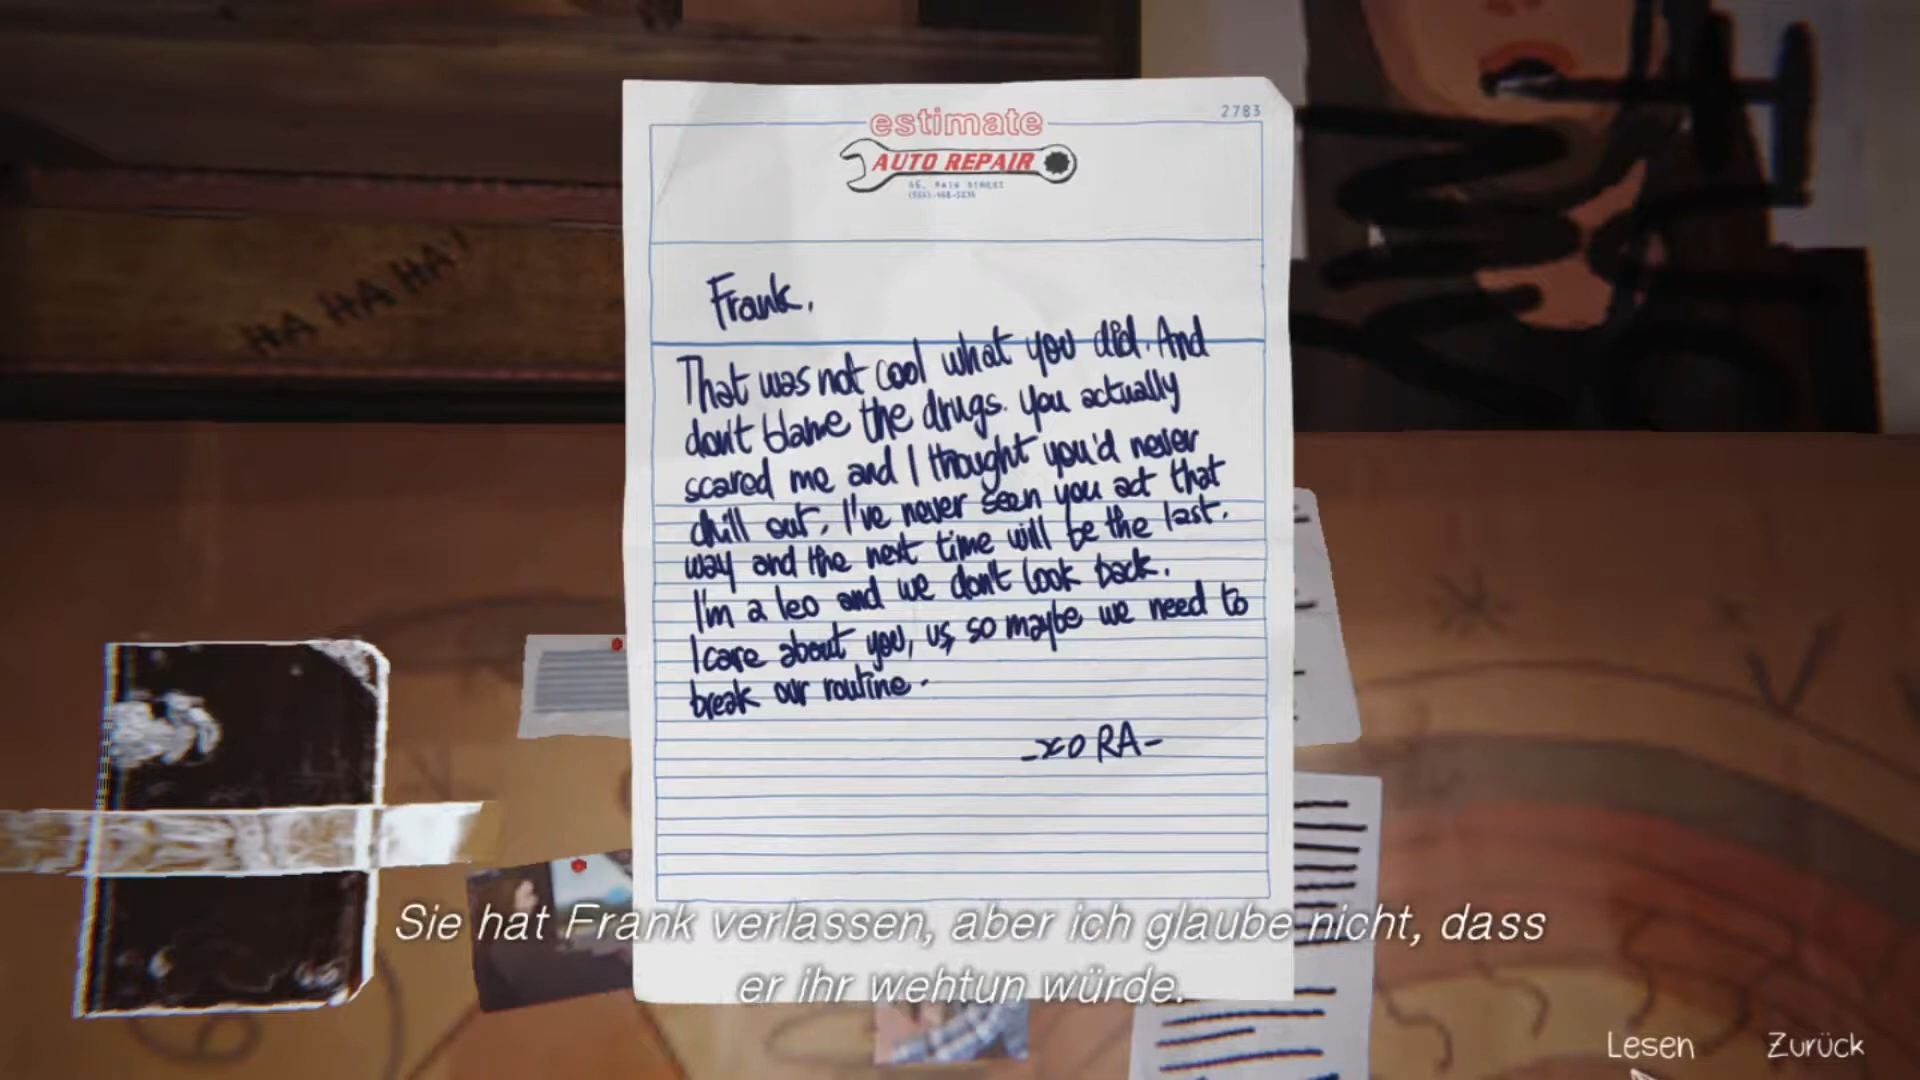 2783
estimate
AUTO REPAIR
HA HA HA!
Frank,
That was not cool what you did. And
don't blame the drugs. You actually
scared me and I thought you'd never
chill out. I've never seen you act that
way and the next time will be the last.
I'm a leo and we don't look back.
I care about you, us, so maybe we need to
break our routine.
-xo RA-
Sie hat Frank verlassen, aber ich glaube nicht, dass
er ihr wehtun würde.
Lesen Zurück